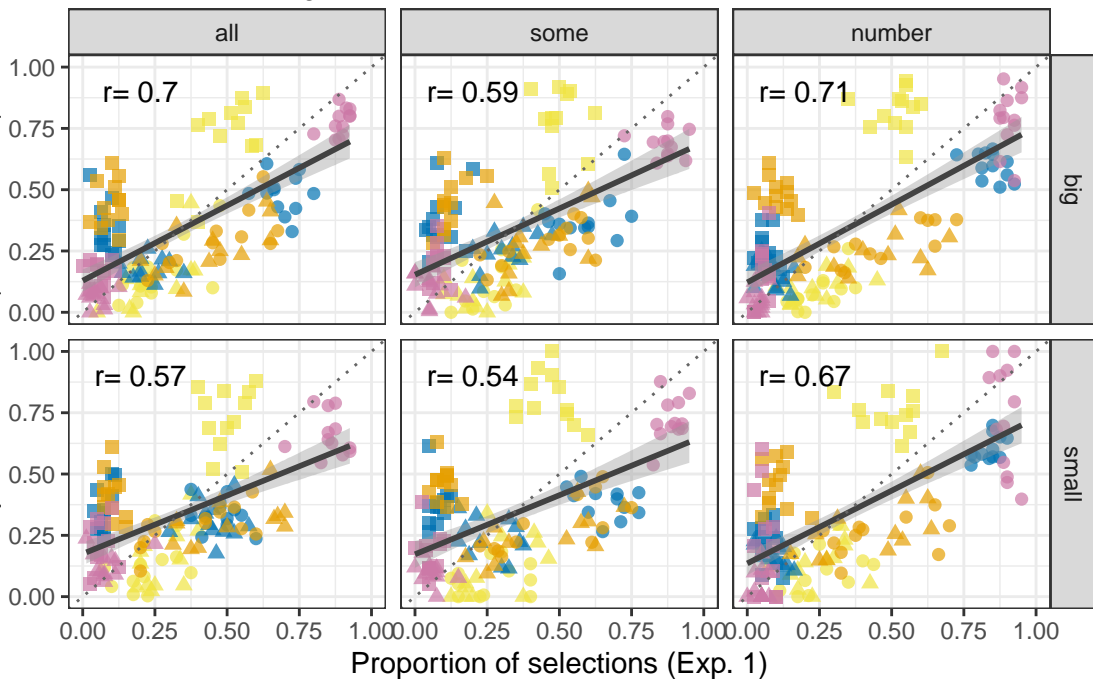 all some number
1.00
0.75
0.50
0.25
0.00
r= 0.7
r= 0.59
r= 0.71
big
1.00
0.75
0.50
0.25
0.00
r= 0.57
r= 0.54
r= 0.67
small
0.00 0.25 0.50 0.75 1.00 0.00 0.25 0.50 0.75 1.00 0.00 0.25 0.50 0.75 1.00
Proportion of selections (Exp. 1)